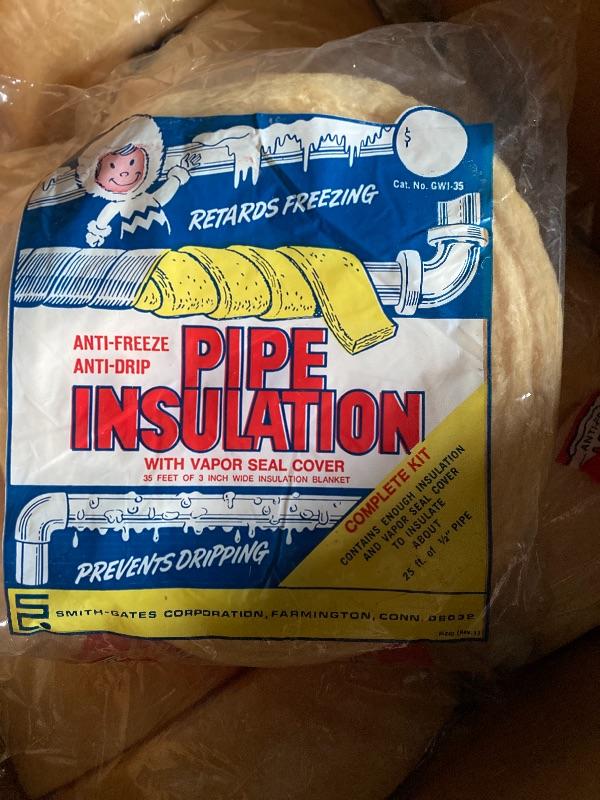 $
Cat. No. GWI-35
RETARDS FREEZING
ANTI-FREEZE
ANTI-DRIP
PIPE
INSULATION
WITH VAPOR SEAL COVER
35 FEET OF 3 INCH WIDE INSULATION BLANKET
COMPLETE KIT
CONTAINS ENOUGH INSULATION
AND VAPOR SEAL COVER
TO INSULATE
ABOUT
25 ft. of ½" PIPE
PREVENTS DRIPPING
SMITH-GATES CORPORATION, FARMINGTON, CONN. 06032
ANTI-